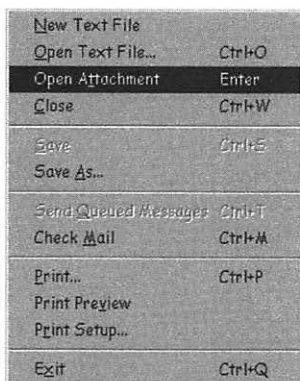 New Text File
Open Text File... Ctrl+O
Open Attachment Enter
Close Ctrl+W
Save Ctrl+S
Save As...
Send Queued Messages Ctrl+T
Check Mail Ctrl+M
Print... Ctrl+P
Print Preview
Print Setup...
Exit Ctrl+Q